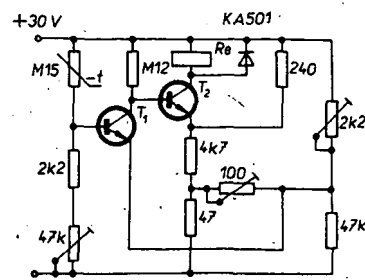 +30 V KA501
M15 -t M12 Re 240
T₁ T₂ 2k2
2k2 4k7 100
47k 47 47k